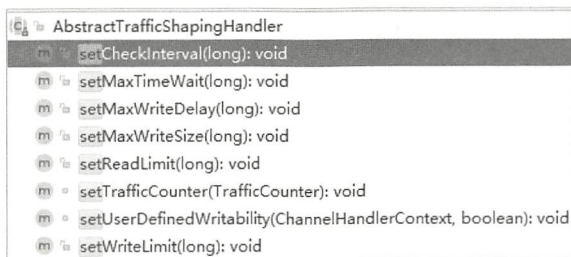 AbstractTrafficShapingHandler
setCheckInterval(long): void
setMaxTimeWait(long): void
setMaxWriteDelay(long): void
setMaxWriteSize(long): void
setReadLimit(long): void
setTrafficCounter(TrafficCounter): void
setUserDefinedWritability(ChannelHandlerContext, boolean): void
setWriteLimit(long): void